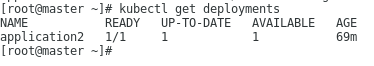 [root@master ~]# kubectl get deployments
NAME           READY   UP-TO-DATE   AVAILABLE   AGE
application2   1/1     1            1           69m
[root@master ~]#